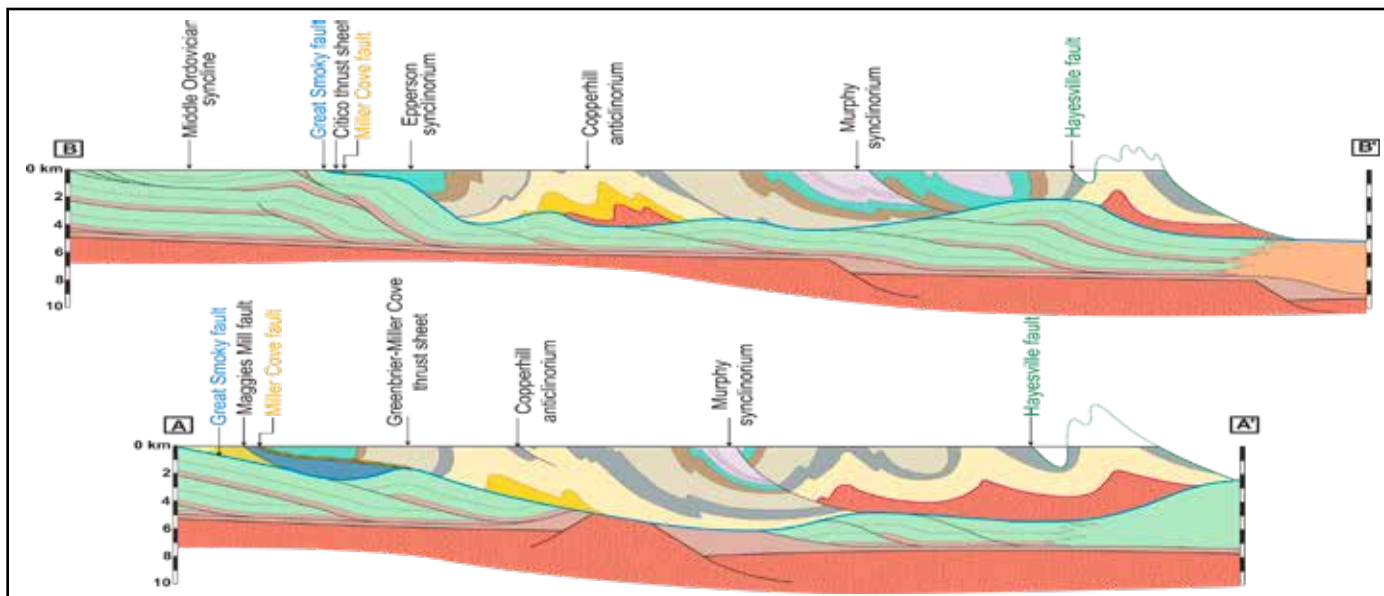 Middle Ordovician
syncline
Great Smoky fault
Citico thrust sheet
Miller Cove fault
Epperson
synclinorium
Copperhill
anticlinorium
Murphy
synclinorium
Hayesville fault
B
B'
0 km
2
4
6
8
10
Great Smoky fault
Maggies Mill fault
Miller Cove fault
Greenbrier-Miller Cove
thrust sheet
Copperhill
anticlinorium
Murphy
synclinorium
Hayesville fault
A
A'
0 km
2
4
6
8
10